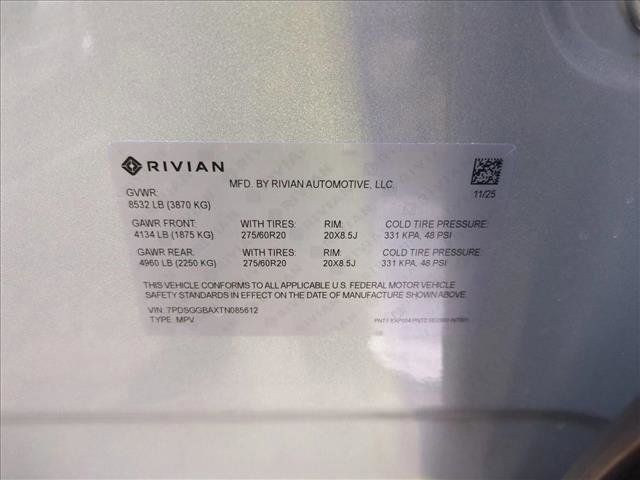 RIVIAN
MFD. BY RIVIAN AUTOMOTIVE, LLC.
11/25
GVWR:
8532 LB (3870 KG)
GAWR FRONT: WITH TIRES: RIM: COLD TIRE PRESSURE:
4134 LB (1875 KG) 275/60R20 20X8.5J 331 KPA, 48 PSI
GAWR REAR: WITH TIRES: RIM: COLD TIRE PRESSURE:
4960 LB (2250 KG) 275/60R20 20X8.5J 331 KPA, 48 PSI
THIS VEHICLE CONFORMS TO ALL APPLICABLE U.S. FEDERAL MOTOR VEHICLE
SAFETY STANDARDS IN EFFECT ON THE DATE OF MANUFACTURE SHOWN ABOVE.
VIN: 7PDSGGBAXTN085612
TYPE: MPV